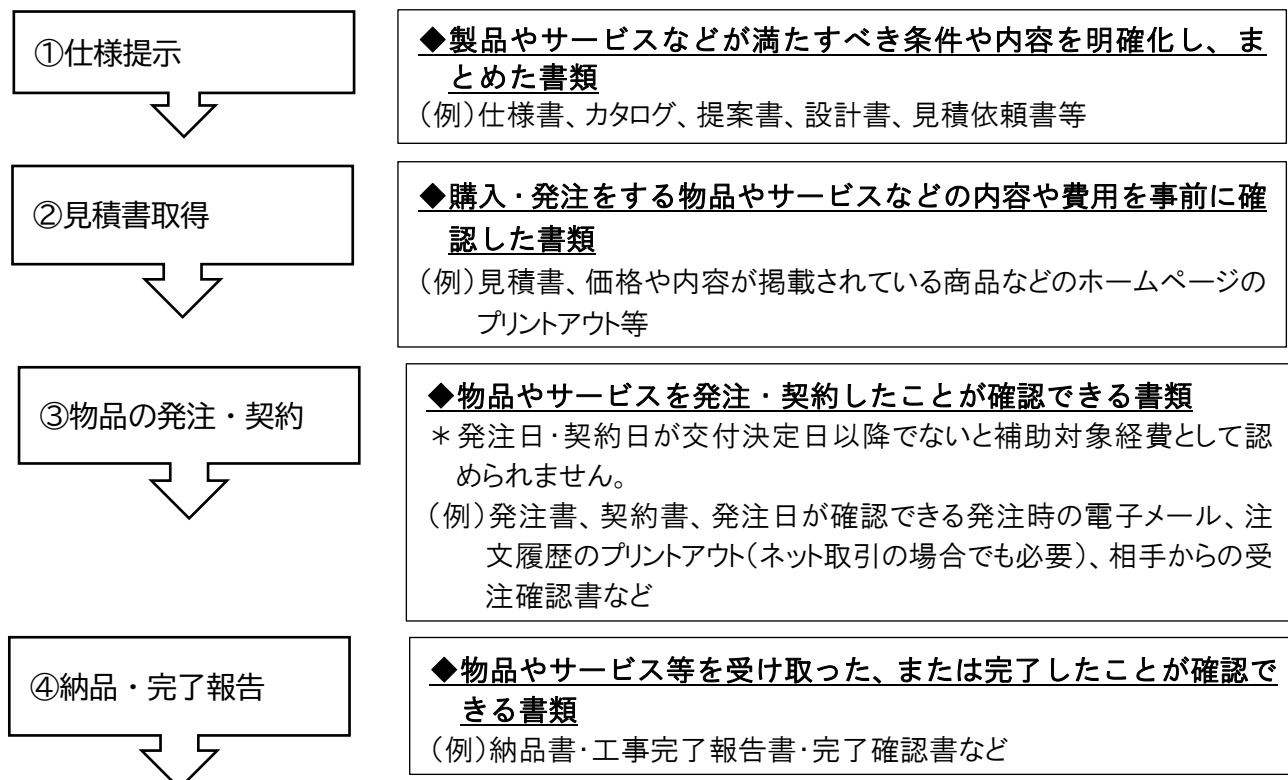 ①仕様提示
◆製品やサービスなどが満たすべき条件や内容を明確化し、ま
とめた書類
(例)仕様書、カタログ、提案書、設計書、見積依頼書等
②見積書取得
◆購入・発注をする物品やサービスなどの内容や費用を事前に確
認した書類
(例)見積書、価格や内容が掲載されている商品などのホームページの
プリントアウト等
③物品の発注・契約
◆物品やサービスを発注・契約したことが確認できる書類
＊発注日・契約日が交付決定日以降でないと補助対象経費として認
められません。
(例)発注書、契約書、発注日が確認できる発注時の電子メール、注
文履歴のプリントアウト(ネット取引の場合でも必要)、相手からの受
注確認書など
④納品・完了報告
◆物品やサービス等を受け取った、または完了したことが確認で
きる書類
(例)納品書・工事完了報告書・完了確認書など